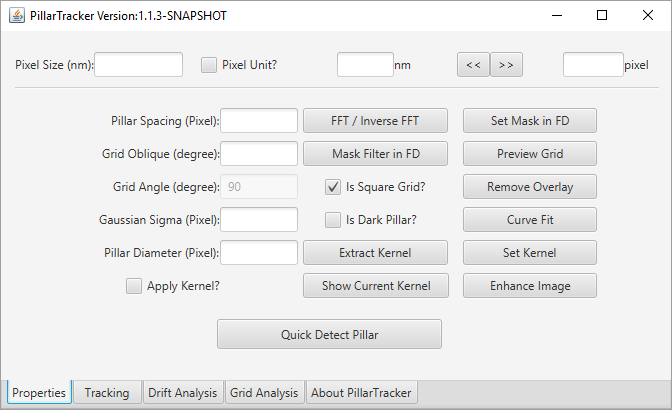 PillarTracker Version:1.1.3-SNAPSHOT
Pixel Size (nm): Pixel Unit? nm << >> pixel
Pillar Spacing (Pixel): FFT / Inverse FFT Set Mask in FD
Grid Oblique (degree): Mask Filter in FD Preview Grid
Grid Angle (degree): 90 Is Square Grid? Remove Overlay
Gaussian Sigma (Pixel): Is Dark Pillar? Curve Fit
Pillar Diameter (Pixel): Extract Kernel Set Kernel
Apply Kernel? Show Current Kernel Enhance Image
Quick Detect Pillar
Properties Tracking Drift Analysis Grid Analysis About PillarTracker